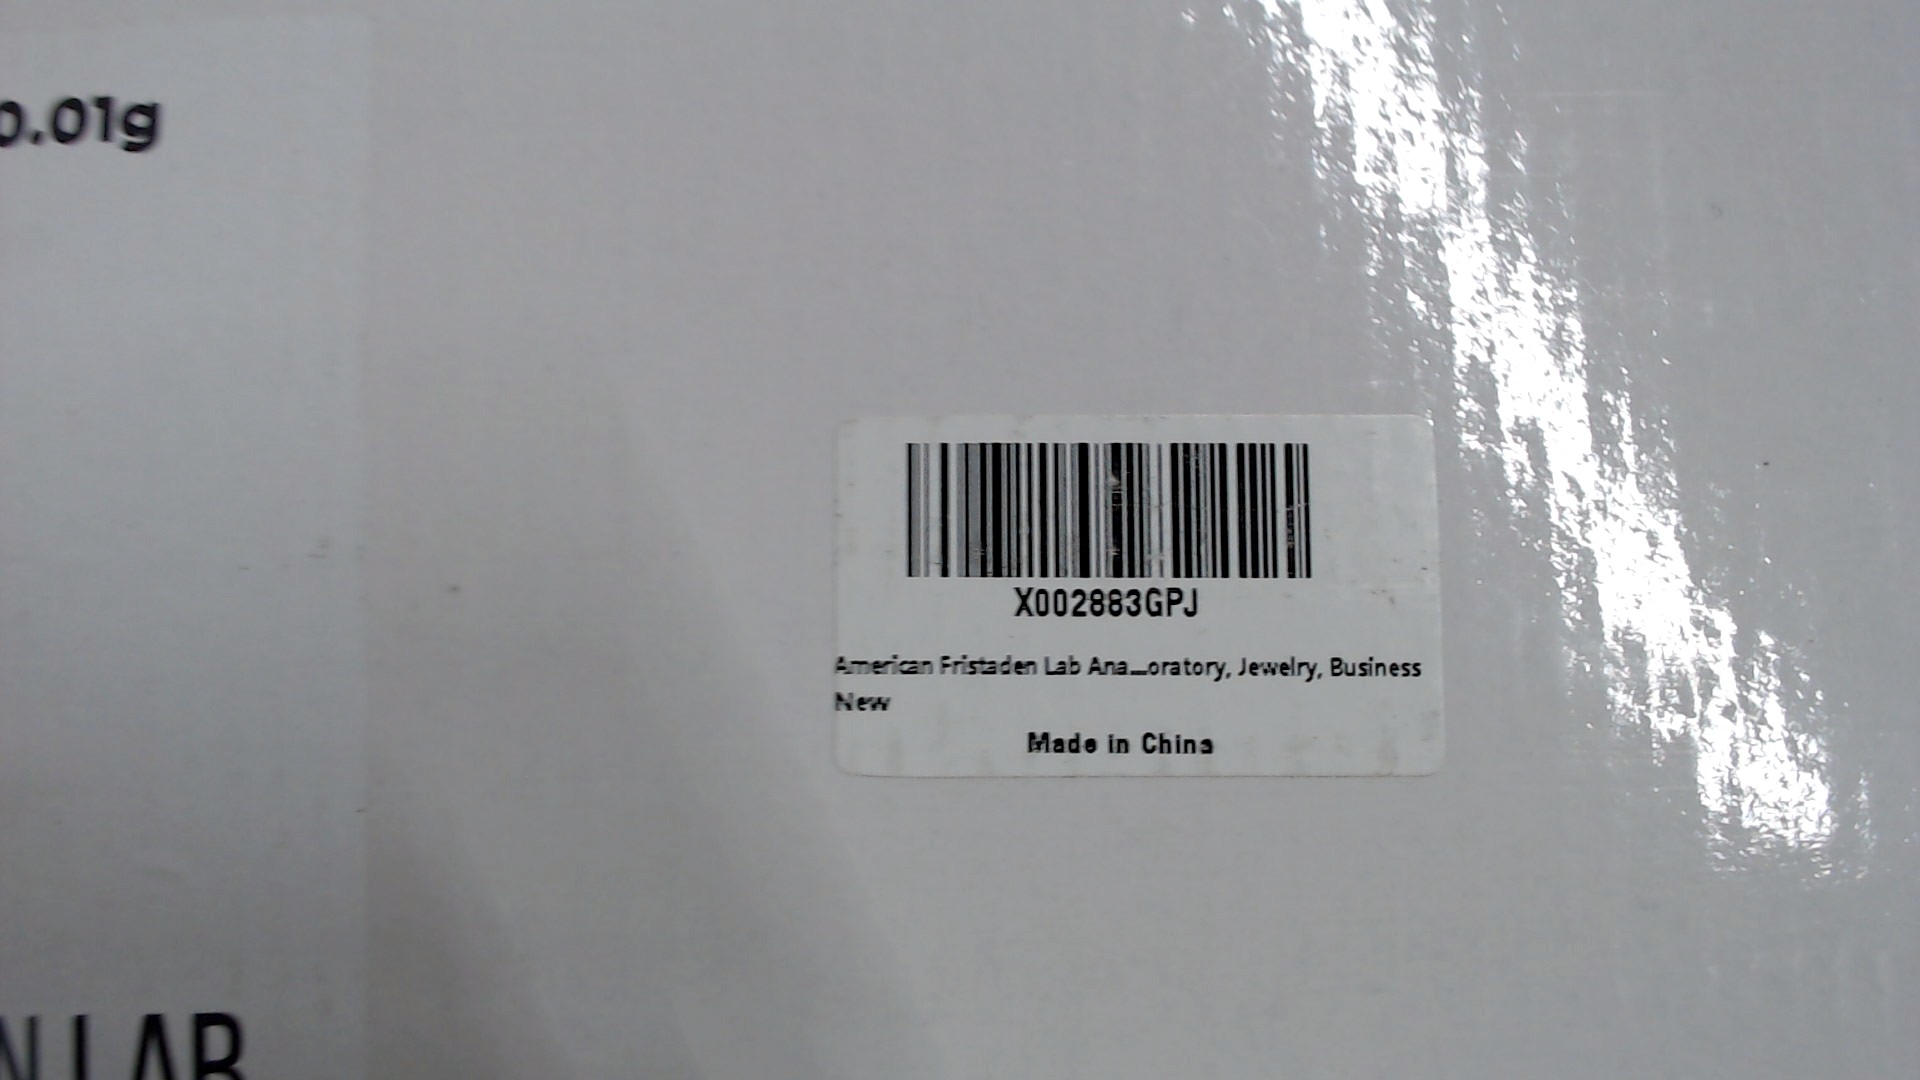 0.01g
X002883GPJ
American Fristaden Lab Ana...oratory, Jewelry, Business
New
Made in China
N LAB